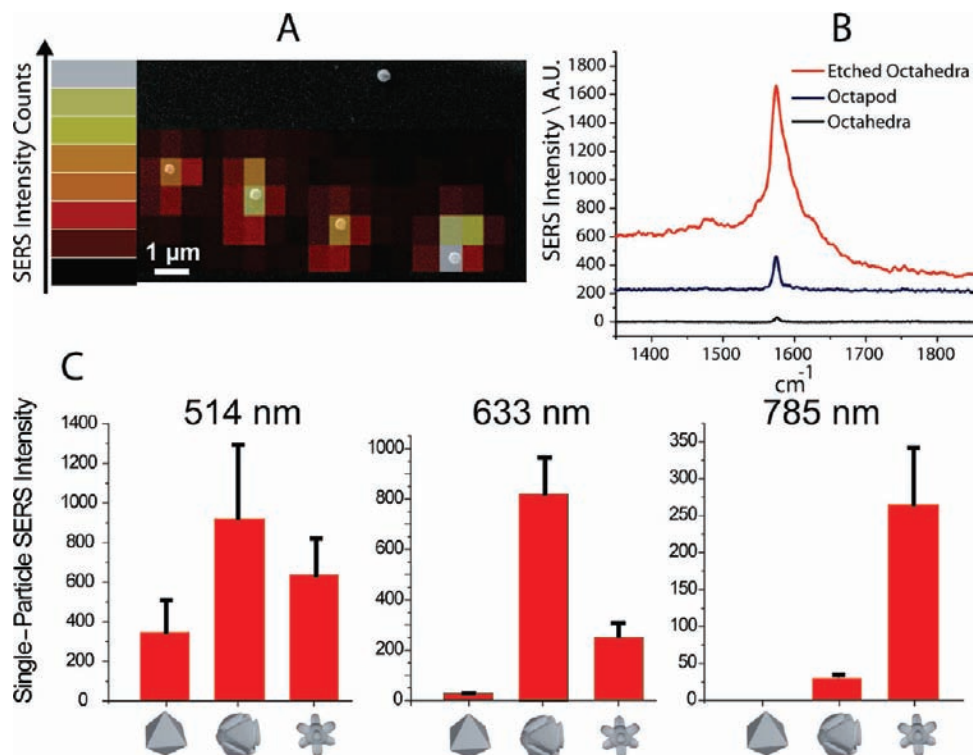 A
SERS Intensity Counts
1 μm
B
SERS Intensity \ A.U.
1800
1600
1400
1200
1000
800
600
400
200
0
Etched Octahedra
Octapod
Octahedra
1400 1500 1600 1700 1800
cm-1
C
Single-Particle SERS Intensity
514 nm
1400
1200
1000
800
600
400
200
0
633 nm
1000
800
600
400
200
0
785 nm
350
300
250
200
150
100
50
0